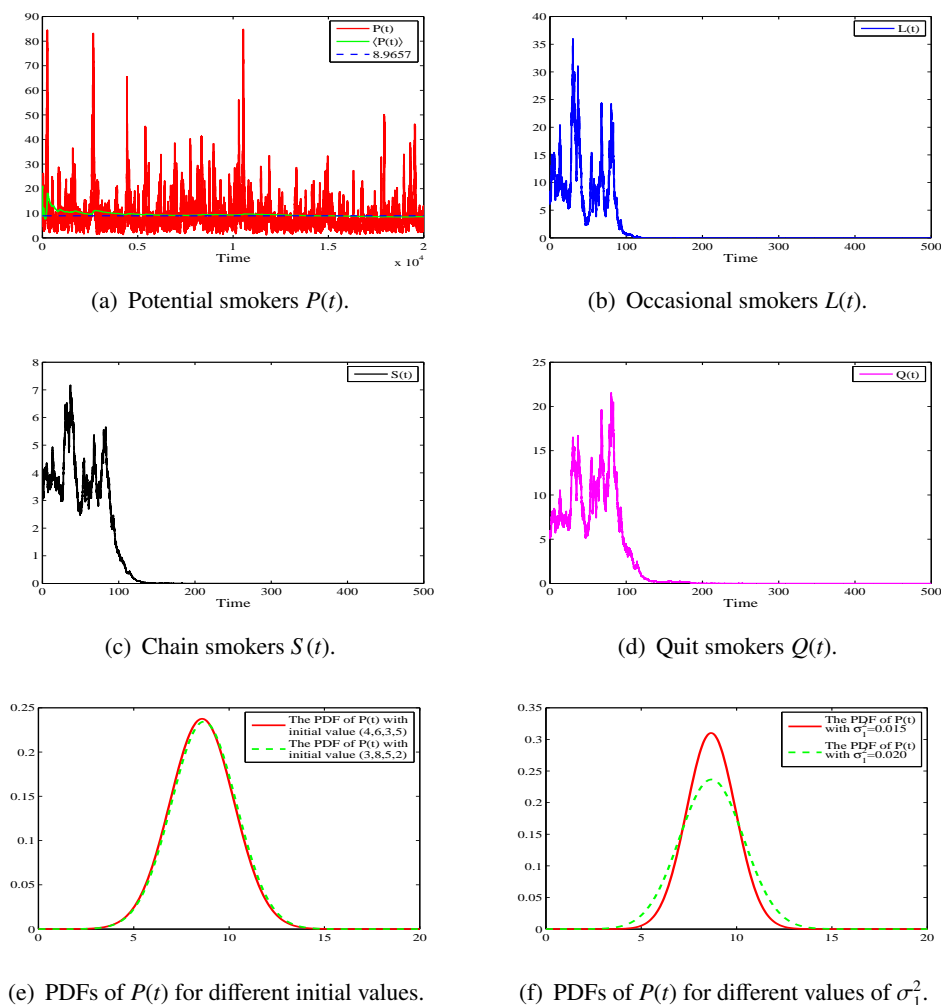 90
80
70
60
50
40
30
20
10
0
P(t)
⟨P(t)⟩
8.9657
0 0.5 1 1.5 2
Time
x 10⁴
(a) Potential smokers P(t).
40
35
30
25
20
15
10
5
0
L(t)
0 100 200 300 400 500
Time
(b) Occasional smokers L(t).
8
7
6
5
4
3
2
1
0
S(t)
0 100 200 300 400 500
Time
(c) Chain smokers S(t).
25
20
15
10
5
0
Q(t)
0 100 200 300 400 500
Time
(d) Quit smokers Q(t).
0.25
0.2
0.15
0.1
0.05
0
The PDF of P(t) with
initial value (4,6,3,5)
The PDF of P(t) with
initial value (3,8,5,2)
0 5 10 15 20
(e) PDFs of P(t) for different initial values.
0.35
0.3
0.25
0.2
0.15
0.1
0.05
0
The PDF of P(t)
with σ₁²=0.015
The PDF of P(t)
with σ₁²=0.020
0 5 10 15 20
(f) PDFs of P(t) for different values of σ₁².